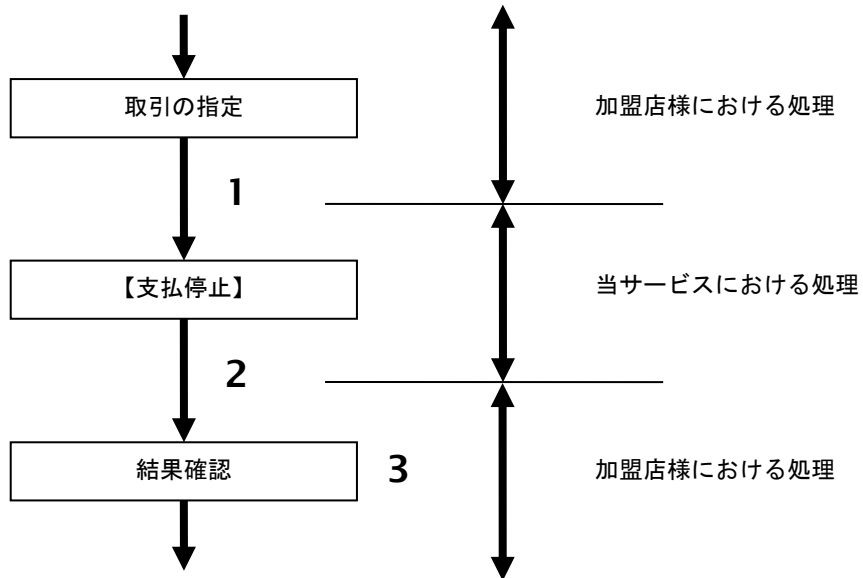 取引の指定
加盟店様における処理
1
【支払停止】
当サービスにおける処理
2
結果確認
3
加盟店様における処理